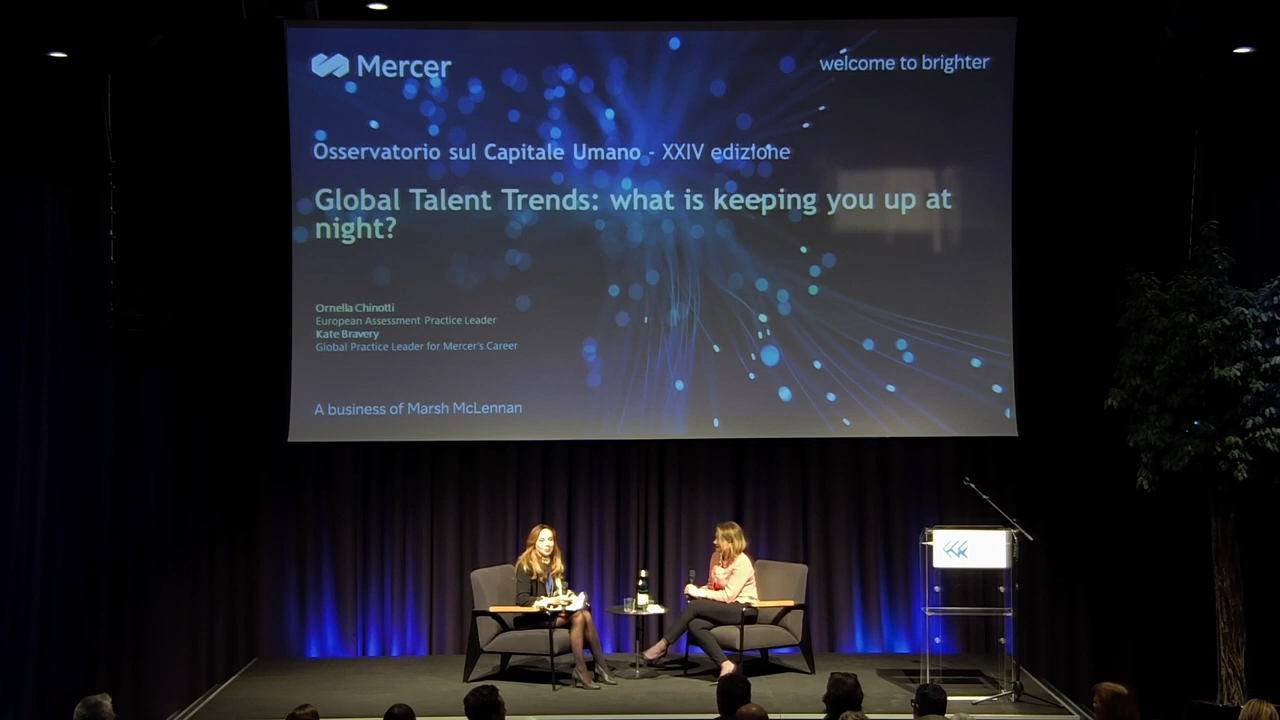 Mercer
welcome to brighter
Osservatorio sul Capitale Umano - XXIV edizione
Global Talent Trends: what is keeping you up at
night?
Ornella Chinotti
European Assessment Practice Leader
Kate Bravery
Global Practice Leader for Mercer's Career
A business of Marsh McLennan